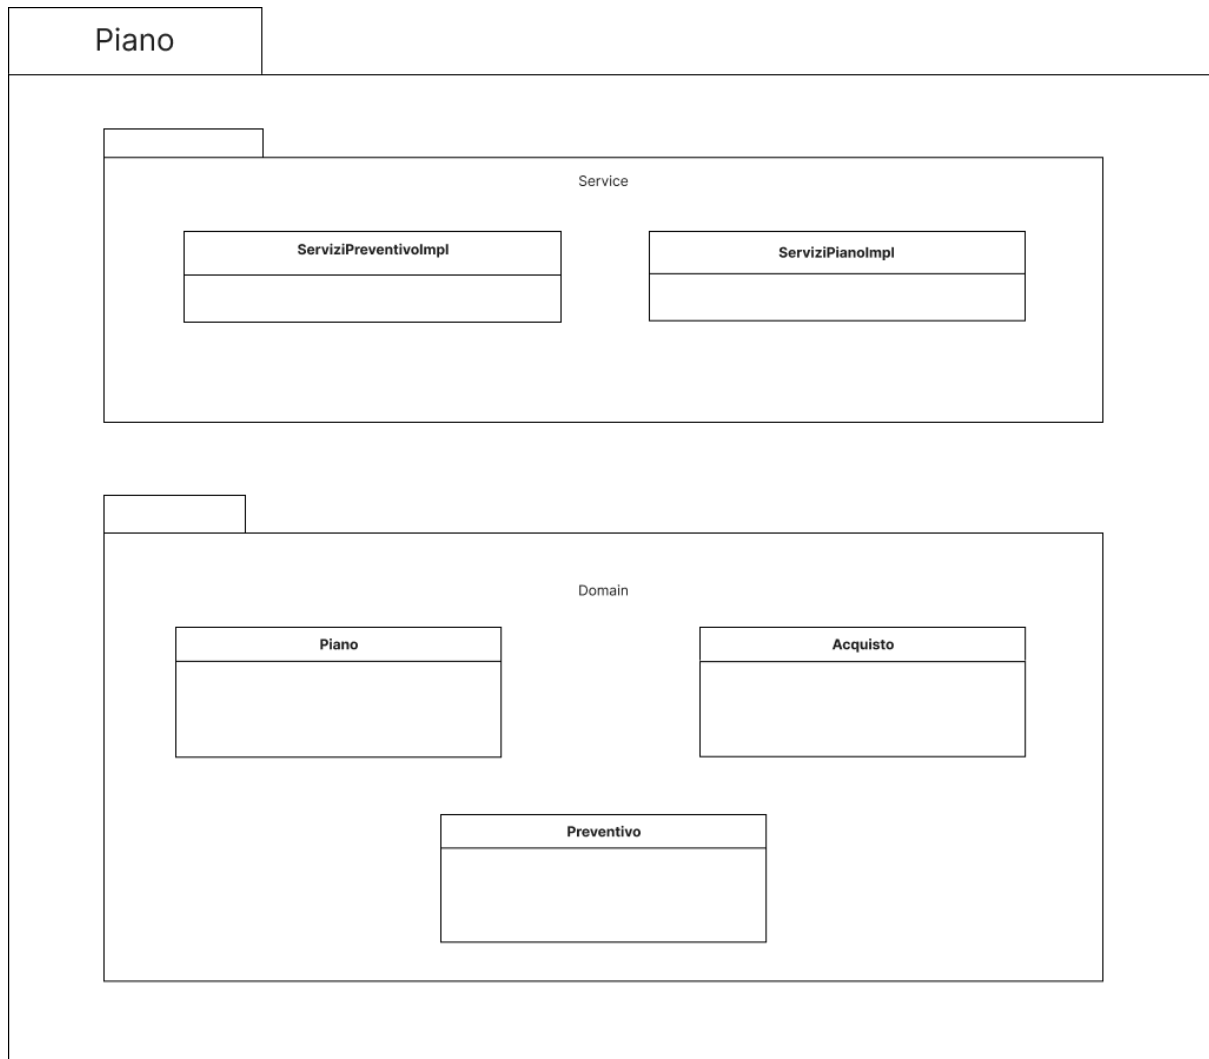 Piano
Service
ServiziPreventivoImpl
ServiziPianoImpl
Domain
Piano
Acquisto
Preventivo